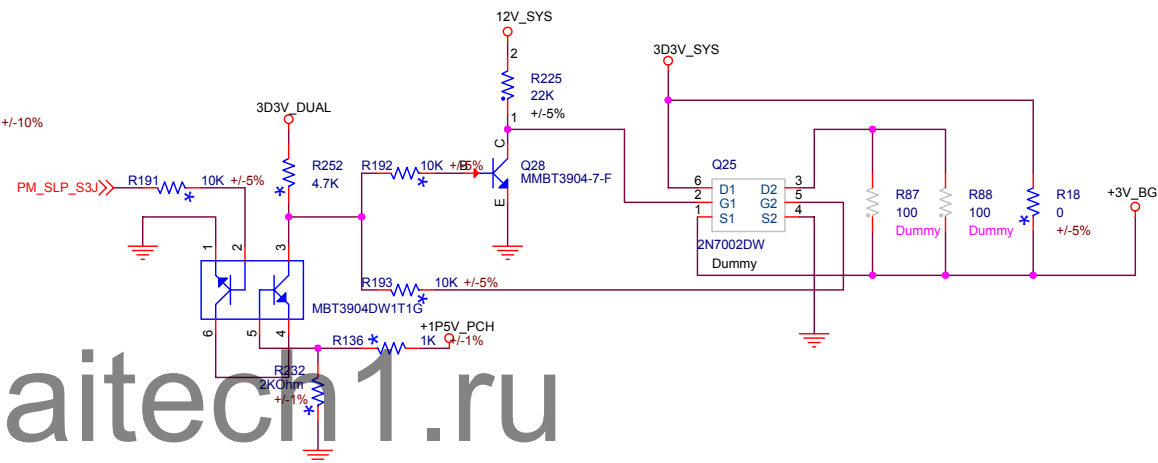 12V_SYS
2
R225
22K
+/-5%
1
3D3V_SYS
+/-10%
3D3V_DUAL
R252
4.7K
R192
10K +/-5%
B
C
E
Q28
MMBT3904-7-F
PM_SLP_S3J
R191
10K +/-5%
Q25
6 D1 D2 3
2 G1 G2 5
1 S1 S2 4
2N7002DW
Dummy
R87
100
Dummy
R88
100
Dummy
R18
0
+/-5%
+3V_BG
1 2 3
R193
10K +/-5%
MBT3904DW1T1G
6 5 4
+1P5V_PCH
R136
1K +/-1%
R232
2KOhm
+/-1%
aitech1.ru